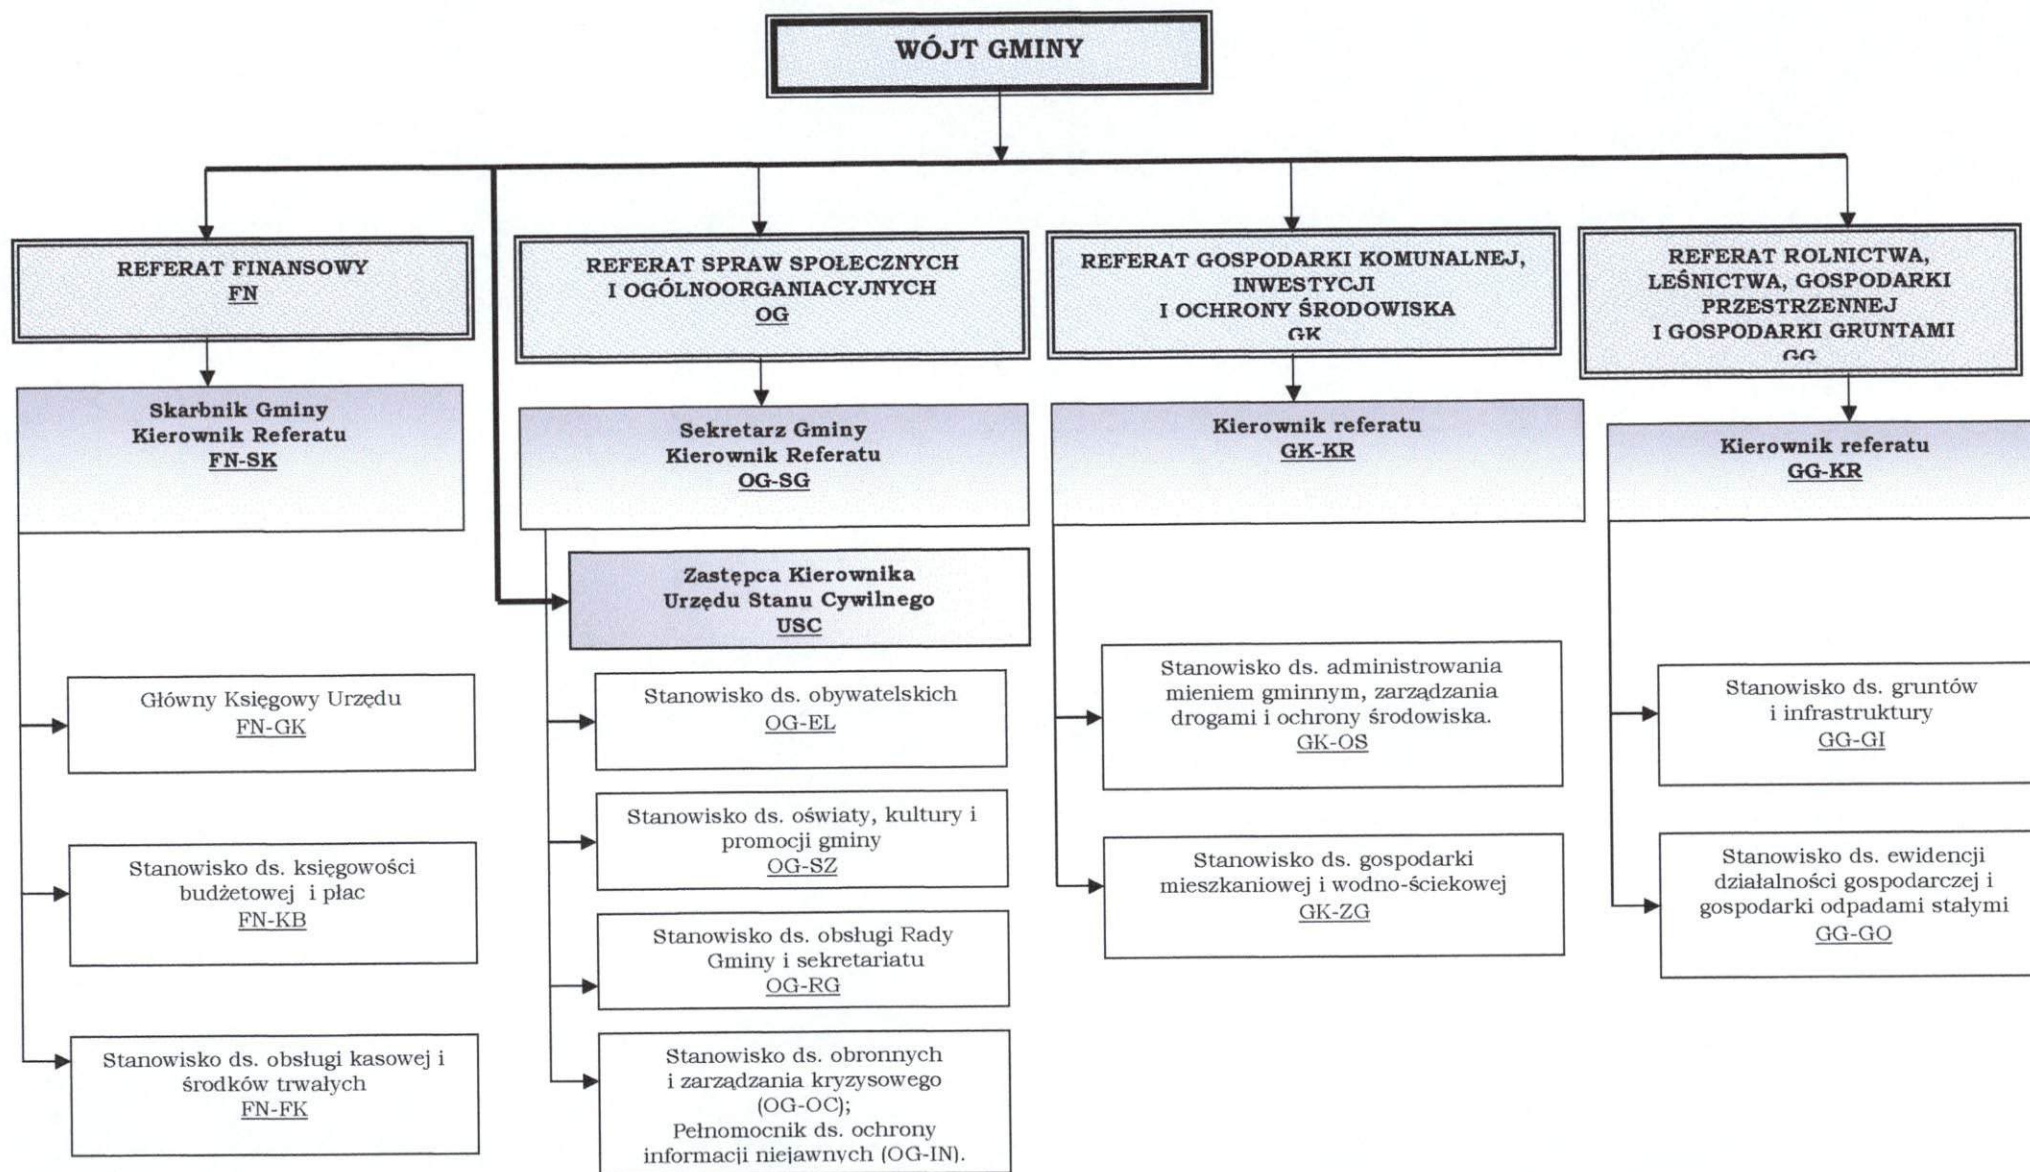 WÓJT GMINY
REFERAT FINANSOWY
FN
REFERAT SPRAW SPOŁECZNYCH
I OGÓLNOORGANIACYJNYCH
OG
REFERAT GOSPODARKI KOMUNALNEJ,
INWESTYCJI
I OCHRONY ŚRODOWISKA
GK
REFERAT ROLNICTWA,
LEŚNICTWA, GOSPODARKI
PRZESTRZENNEJ
I GOSPODARKI GRUNTAMI
GG
Skarbnik Gminy
Kierownik Referatu
FN-SK
Sekretarz Gminy
Kierownik Referatu
OG-SG
Kierownik referatu
GK-KR
Kierownik referatu
GG-KR
Zastępca Kierownika
Urzędu Stanu Cywilnego
USC
Główny Księgowy Urzędu
FN-GK
Stanowisko ds. księgowości
budżetowej i płac
FN-KB
Stanowisko ds. obsługi kasowej i
środków trwałych
FN-FK
Stanowisko ds. obywatelskich
OG-EL
Stanowisko ds. oświaty, kultury i
promocji gminy
OG-SZ
Stanowisko ds. obsługi Rady
Gminy i sekretariatu
OG-RG
Stanowisko ds. obronnych
i zarządzania kryzysowego
(OG-OC);
Pełnomocnik ds. ochrony
informacji niejawnych (OG-IN).
Stanowisko ds. administrowania
mieniem gminnym, zarządzania
drogami i ochrony środowiska.
GK-OS
Stanowisko ds. gospodarki
mieszkaniowej i wodno-ściekowej
GK-ZG
Stanowisko ds. gruntów
i infrastruktury
GG-GI
Stanowisko ds. ewidencji
działalności gospodarczej i
gospodarki odpadami stałymi
GG-GO